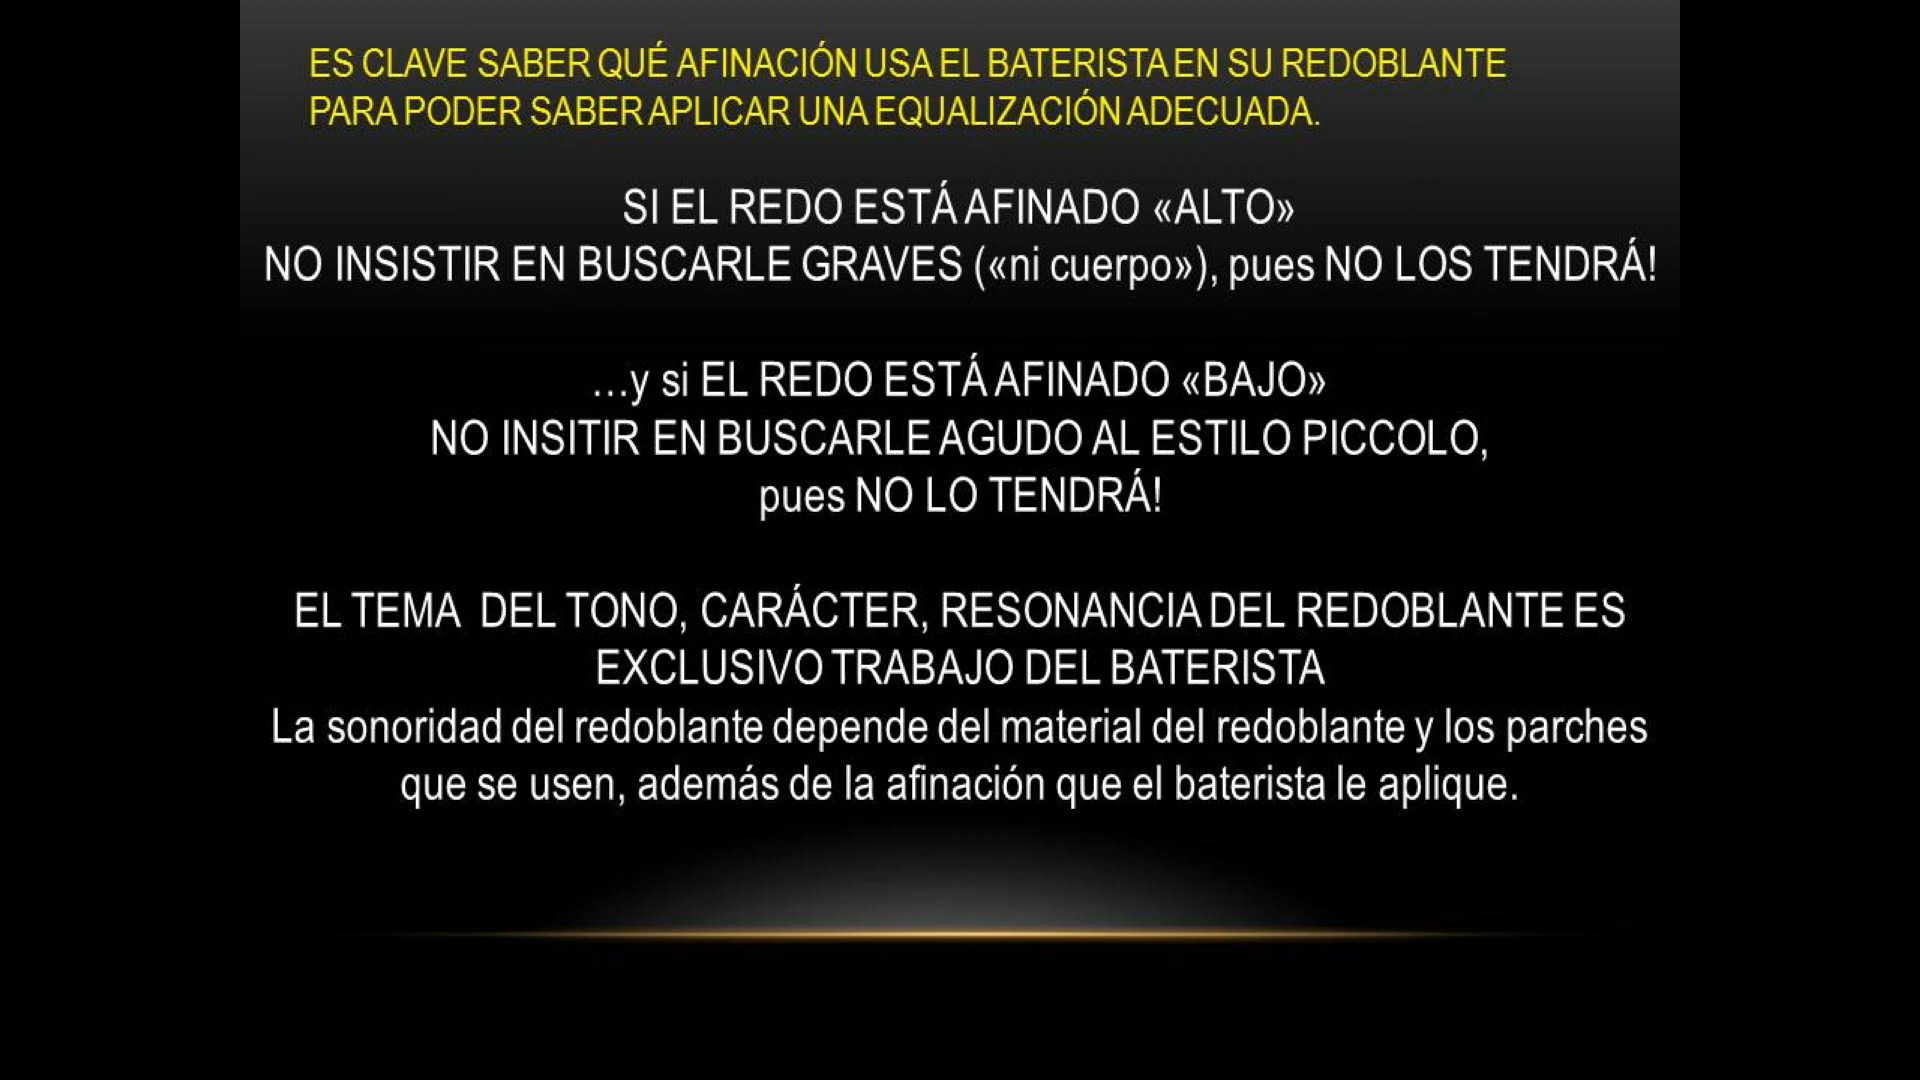 ES CLAVE SABER QUÉ AFINACIÓN USA EL BATERISTA EN SU REDOBLANTE
PARA PODER SABER APLICAR UNA EQUALIZACIÓN ADECUADA.
SI EL REDO ESTÁ AFINADO «ALTO»
NO INSISTIR EN BUSCARLE GRAVES («ni cuerpo»), pues NO LOS TENDRÁ!
...y si EL REDO ESTÁ AFINADO «BAJO»
NO INSITIR EN BUSCARLE AGUDO AL ESTILO PICCOLO,
pues NO LO TENDRÁ!
EL TEMA DEL TONO, CARÁCTER, RESONANCIA DEL REDOBLANTE ES
EXCLUSIVO TRABAJO DEL BATERISTA
La sonoridad del redoblante depende del material del redoblante y los parches
que se usen, además de la afinación que el baterista le aplique.